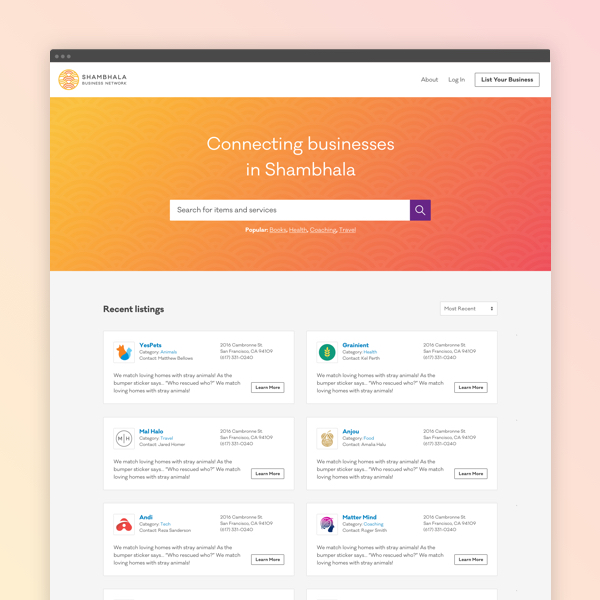 SHAMBHALA
BUSINESS NETWORK
About
Log In
List Your Business
Connecting businesses
in Shambhala
Search for items and services
Popular: Books, Health, Coaching, Travel
Recent listings
Most Recent
YesPets
Category: Animals
Contact: Matthew Bellows
2016 Cambronne St.
San Francisco, CA 94109
(617) 331-0240
We match loving homes with stray animals! As the
bumper sticker says... "Who rescued who?" We match
loving homes with stray animals!
Learn More
Grainient
Category: Health
Contact: Kal Perth
2016 Cambronne St.
San Francisco, CA 94109
(617) 331-0240
We match loving homes with stray animals! As the
bumper sticker says... "Who rescued who?" We match
loving homes with stray animals!
Learn More
M|H
Mal Halo
Category: Travel
Contact: Jared Homer
2016 Cambronne St.
San Francisco, CA 94109
(617) 331-0240
We match loving homes with stray animals! As the
bumper sticker says... "Who rescued who?" We match
loving homes with stray animals!
Learn More
Anjou
Category: Food
Contact: Amalia Halu
2016 Cambronne St.
San Francisco, CA 94109
(617) 331-0240
We match loving homes with stray animals! As the
bumper sticker says... "Who rescued who?" We match
loving homes with stray animals!
Learn More
Andi
Category: Tech
Contact: Raza Sanderson
2016 Cambronne St.
San Francisco, CA 94109
(617) 331-0240
We match loving homes with stray animals! As the
bumper sticker says... "Who rescued who?" We match
loving homes with stray animals!
Learn More
Matter Mind
Category: Coaching
Contact: Roger Smith
2016 Cambronne St.
San Francisco, CA 94109
(617) 331-0240
We match loving homes with stray animals! As the
bumper sticker says... "Who rescued who?" We match
loving homes with stray animals!
Learn More